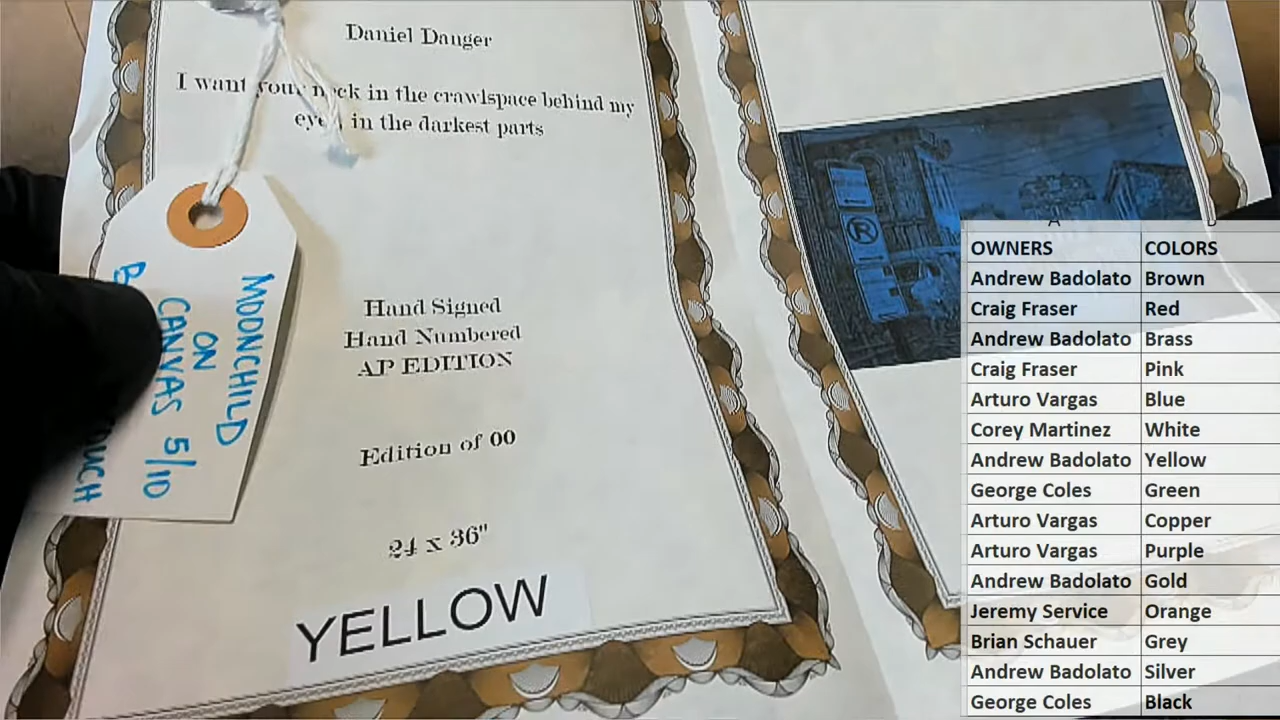 Daniel Danger
I want your neck in the crawlspace behind my
eyes in the darkest parts
Hand Signed
Hand Numbered
AP EDITION
Edition of 00
24 x 36"
YELLOW
MOONCHILD
ON
CANVAS 5/10
R
A
OWNERS COLORS
Andrew Badolato Brown
Craig Fraser Red
Andrew Badolato Brass
Craig Fraser Pink
Arturo Vargas Blue
Corey Martinez White
Andrew Badolato Yellow
George Coles Green
Arturo Vargas Copper
Arturo Vargas Purple
Andrew Badolato Gold
Jeremy Service Orange
Brian Schauer Grey
Andrew Badolato Silver
George Coles Black